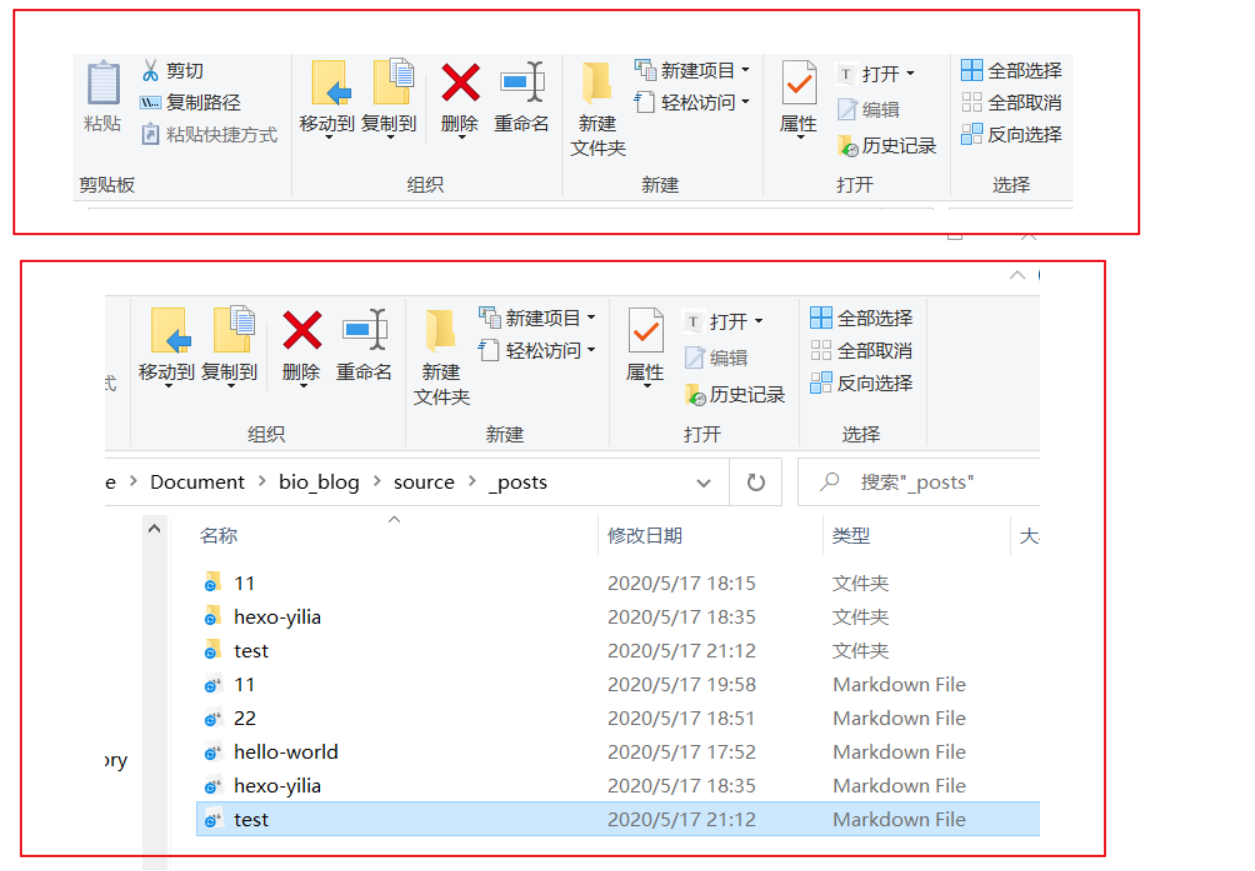 剪切
复制路径
粘贴快捷方式
粘贴
剪贴板
移动到 复制到 删除 重命名
组织
新建
文件夹
新建项目
轻松访问
新建
属性
打开
编辑
历史记录
打开
全部选择
全部取消
反向选择
选择
式
移动到 复制到 删除 重命名
组织
新建
文件夹
新建项目
轻松访问
新建
属性
打开
编辑
历史记录
打开
全部选择
全部取消
反向选择
选择
e > Document > bio_blog > source > _posts
搜索"_posts"
名称 修改日期 类型 大
11 2020/5/17 18:15 文件夹
hexo-yilia 2020/5/17 18:35 文件夹
test 2020/5/17 21:12 文件夹
11 2020/5/17 19:58 Markdown File
22 2020/5/17 18:51 Markdown File
hello-world 2020/5/17 17:52 Markdown File
ory
hexo-yilia 2020/5/17 18:35 Markdown File
test 2020/5/17 21:12 Markdown File